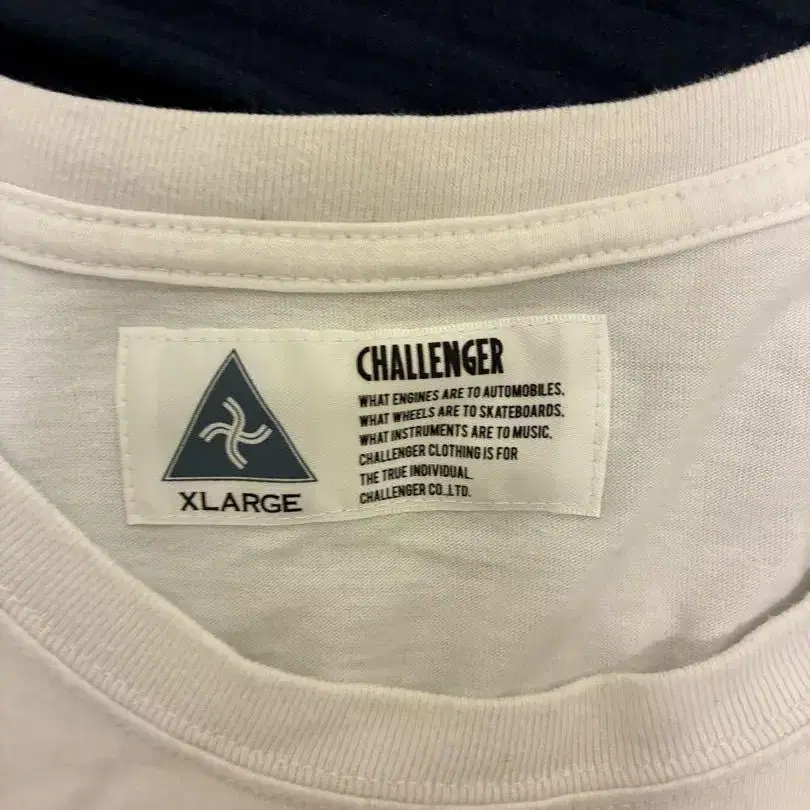 XLARGE
CHALLENGER
WHAT ENGINES ARE TO AUTOMOBILES,
WHAT WHEELS ARE TO SKATEBOARDS,
WHAT INSTRUMENTS ARE TO MUSIC,
CHALLENGER CLOTHING IS FOR
THE TRUE INDIVIDUAL.
CHALLENGER CO.,LTD.